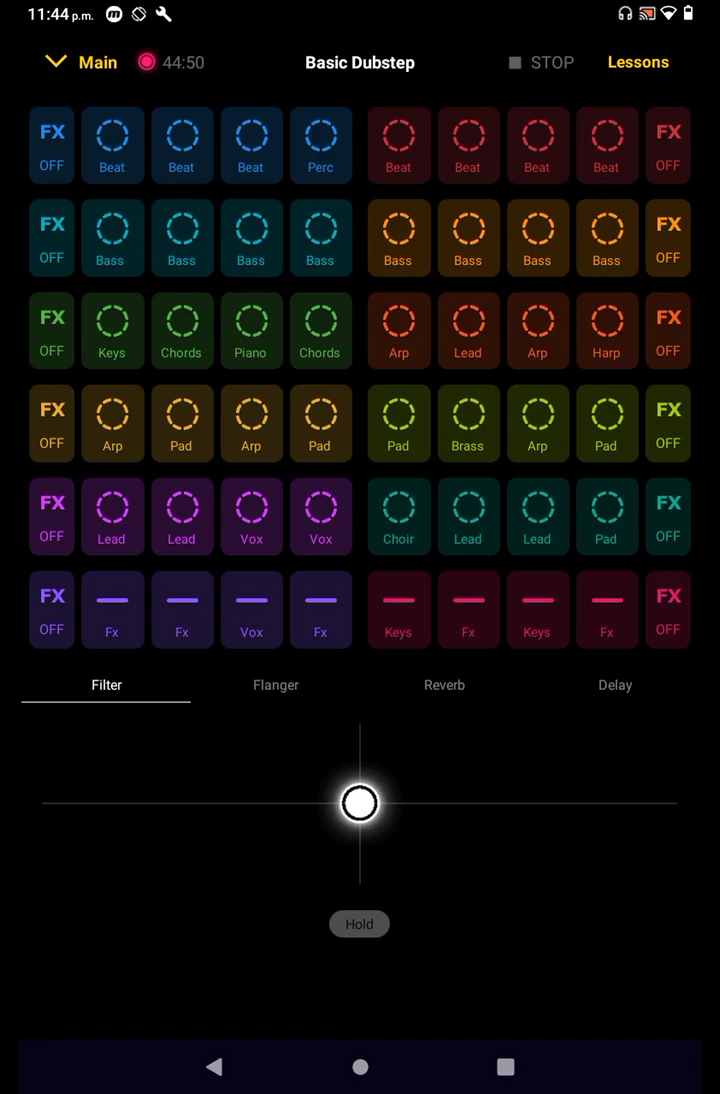 11:44 p.m.
Main 44:50 Basic Dubstep STOP Lessons
FX FX
OFF Beat Beat Beat Perc Beat Beat Beat Beat OFF
FX FX
OFF Bass Bass Bass Bass Bass Bass Bass Bass OFF
FX FX
OFF Keys Chords Piano Chords Arp Lead Arp Harp OFF
FX FX
OFF Arp Pad Arp Pad Pad Brass Arp Pad OFF
FX FX
OFF Lead Lead Vox Vox Choir Lead Lead Pad OFF
FX FX
OFF Fx Fx Vox Fx Keys Fx Keys Fx OFF
Filter Flanger Reverb Delay
Hold